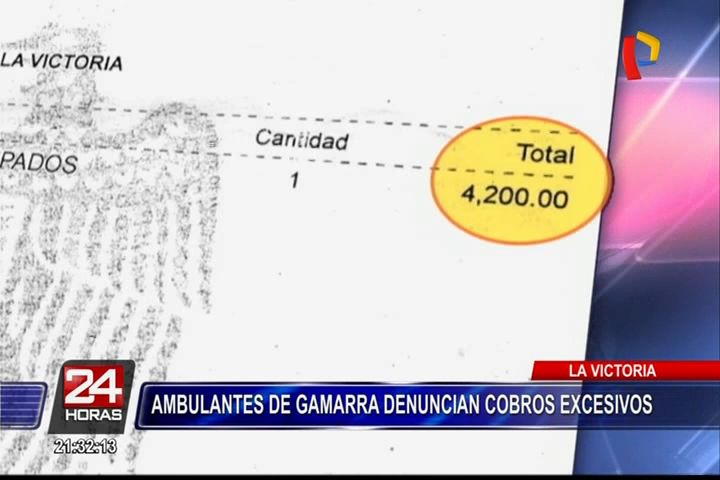 LA VICTORIA
Cantidad
Total
PADOS
1
4,200.00
LA VICTORIA
24
HORAS
AMBULANTES DE GAMARRA DENUNCIAN COBROS EXCESIVOS
21:32:13